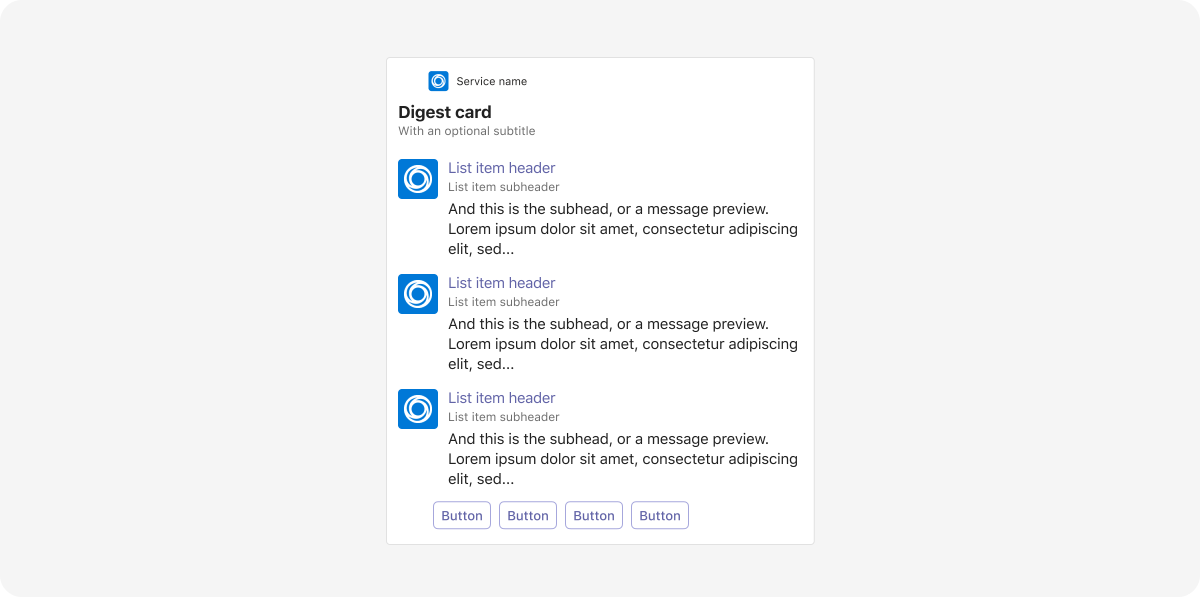 Service name
Digest card
With an optional subtitle
List item header
List item subheader
And this is the subhead, or a message preview.
Lorem ipsum dolor sit amet, consectetur adipiscing
elit, sed...
List item header
List item subheader
And this is the subhead, or a message preview.
Lorem ipsum dolor sit amet, consectetur adipiscing
elit, sed...
List item header
List item subheader
And this is the subhead, or a message preview.
Lorem ipsum dolor sit amet, consectetur adipiscing
elit, sed...
Button Button Button Button